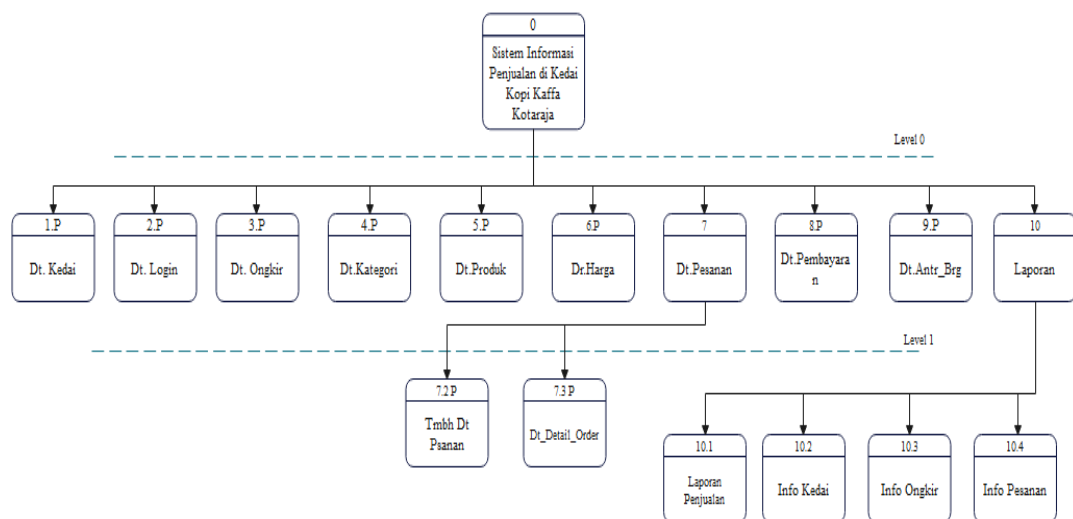 0
Sistem Informasi
Penjualan di Kedai
Kopi Kaffa
Kotaraja
Level 0
1.P
Dt. Kedai
2.P
Dt. Login
3.P
Dt. Ongkir
4.P
Dt.Kategori
5.P
Dt.Produk
6.P
Dr.Harga
7
Dt.Pesanan
8.P
Dt.Pembayara
n
9.P
Dt.Antr_Brg
10
Laporan
Level 1
7.2 P
Tmbh Dt
Psanan
7.3 P
Dt_Detail_Order
10.1
Laporan
Penjualan
10.2
Info Kedai
10.3
Info Ongkir
10.4
Info Pesanan